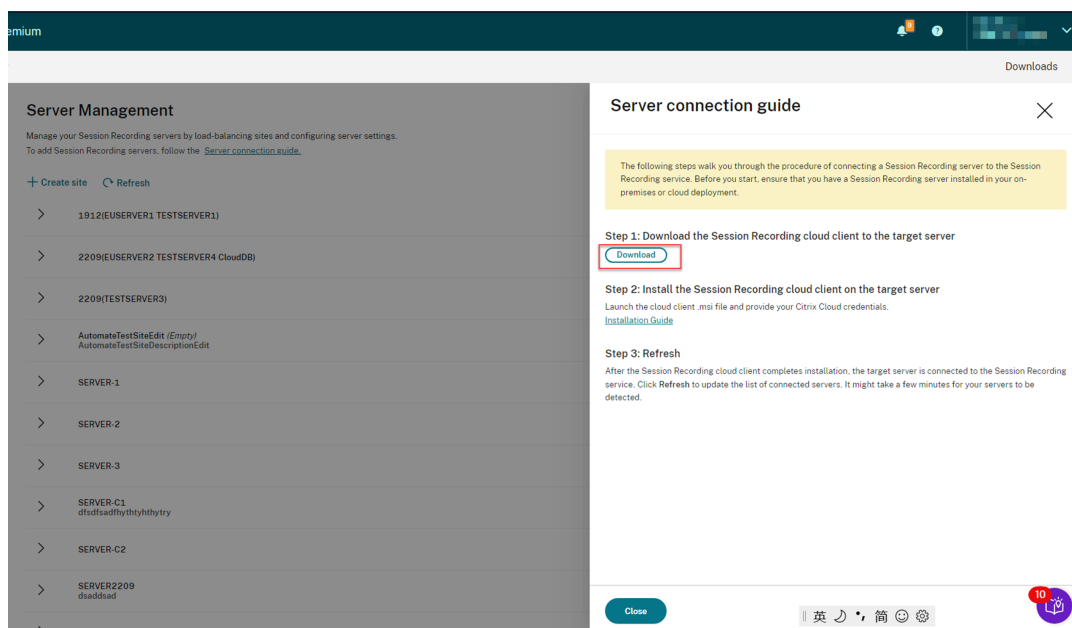 emium
9
?
Downloads
Server Management
Manage your Session Recording servers by load-balancing sites and configuring server settings.
To add Session Recording servers, follow the Server connection guide.
+ Create site Refresh
1912(EUSERVER1 TESTSERVER1)
2209(EUSERVER2 TESTSERVER4 CloudDB)
2209(TESTSERVER3)
AutomateTestSiteEdit (Empty)
AutomateTestSiteDescriptionEdit
SERVER-1
SERVER-2
SERVER-3
SERVER-C1
dfsdfsadfhythtyhthytry
SERVER-C2
SERVER2209
dsaddsad
Server connection guide
The following steps walk you through the procedure of connecting a Session Recording server to the Session
Recording service. Before you start, ensure that you have a Session Recording server installed in your on-
premises or cloud deployment.
Step 1: Download the Session Recording cloud client to the target server
Download
Step 2: Install the Session Recording cloud client on the target server
Launch the cloud client .msi file and provide your Citrix Cloud credentials.
Installation Guide
Step 3: Refresh
After the Session Recording cloud client completes installation, the target server is connected to the Session Recording
service. Click Refresh to update the list of connected servers. It might take a few minutes for your servers to be
detected.
Close
英 简
10